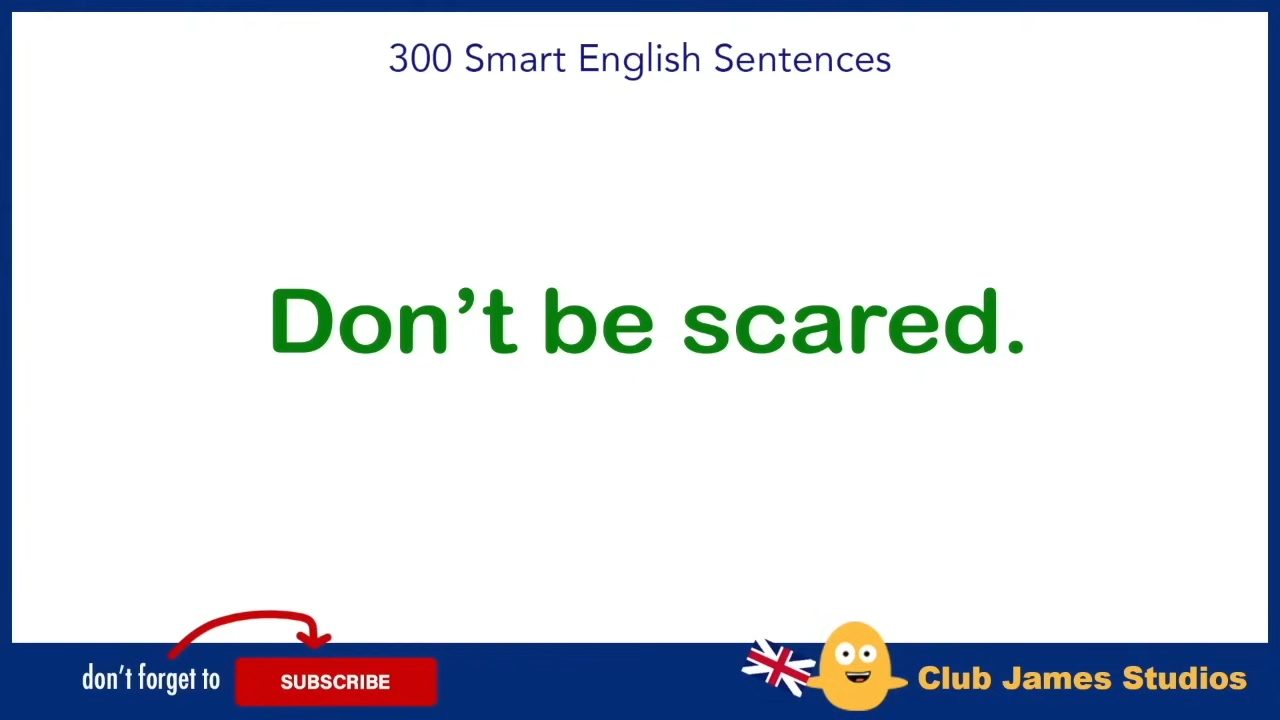 300 Smart English Sentences
Don’t be scared.
don’t forget to SUBSCRIBE
Club James Studios